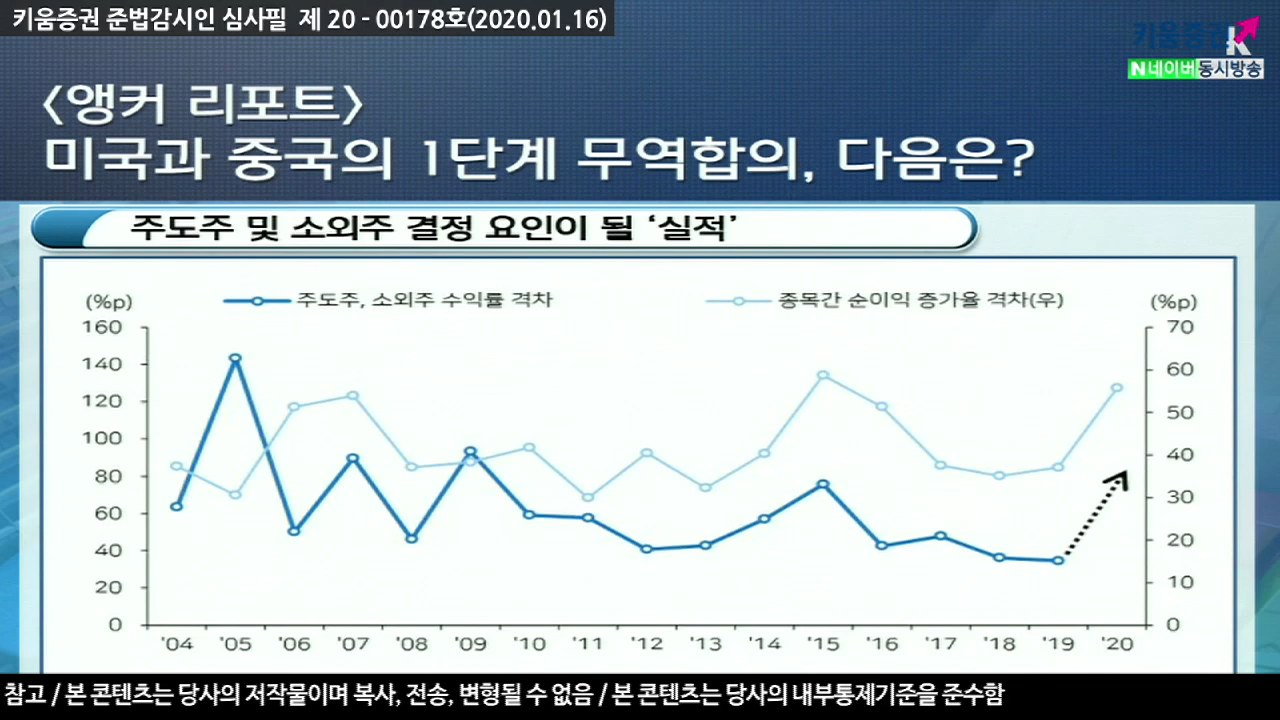 키움증권 준법감시인 심사필 제 20 - 00178호(2020.01.16)
키움증권
N 네이버 동시방송
<앵커 리포트>
미국과 중국의 1단계 무역합의, 다음은?
주도주 및 소외주 결정 요인이 될 ‘실적’
(%p) 주도주, 소외주 수익률 격차 종목간 순이익 증가율 격차(우) (%p)
160 70
140 60
120 50
100 40
80 30
60 20
40 10
20 0
0
'04 '05 '06 '07 '08 '09 '10 '11 '12 '13 '14 '15 '16 '17 '18 '19 '20
참고 / 본 콘텐츠는 당사의 저작물이며 복사, 전송, 변형될 수 없음 / 본 콘텐츠는 당사의 내부통제기준을 준수함